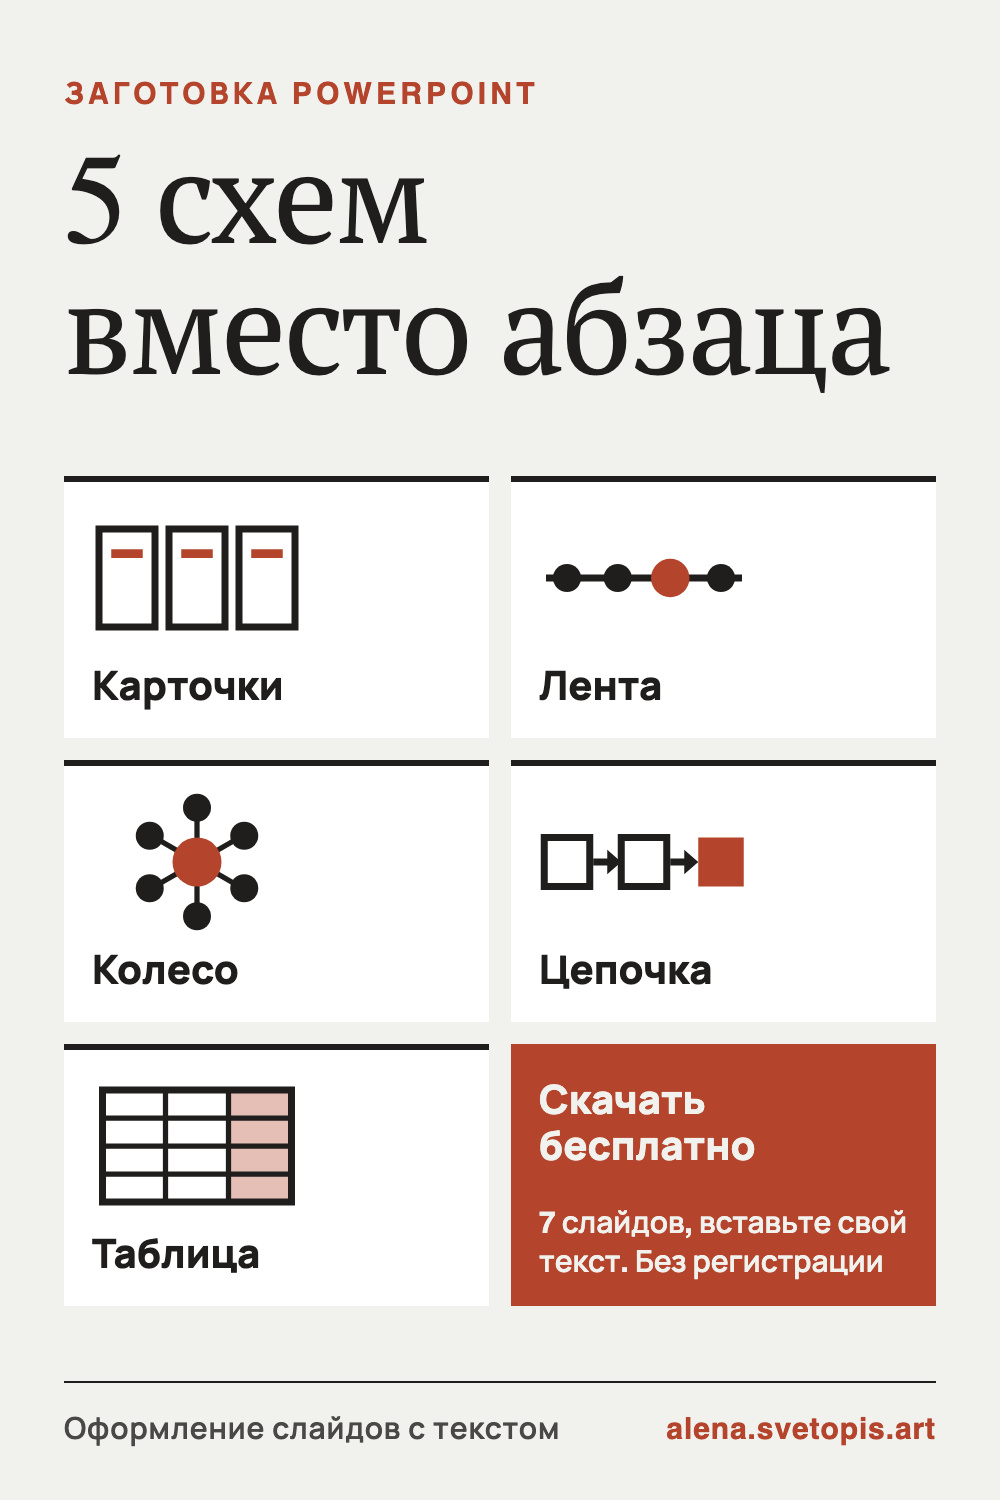 ЗАГОТОВКА POWERPOINT
5 схем
вместо абзаца
Карточки
Лента
Колесо
Цепочка
Таблица
Скачать
бесплатно
7 слайдов, вставьте свой
текст. Без регистрации
Оформление слайдов с текстом
alena.svetopis.art